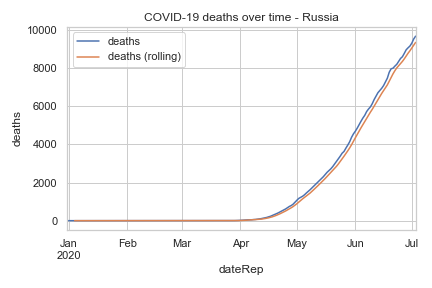 COVID-19 deaths over time - Russia
deaths
deaths (rolling)
10000
8000
6000
4000
2000
0
deaths
Jan
2020
Feb
Mar
Apr
May
Jun
Jul
dateRep